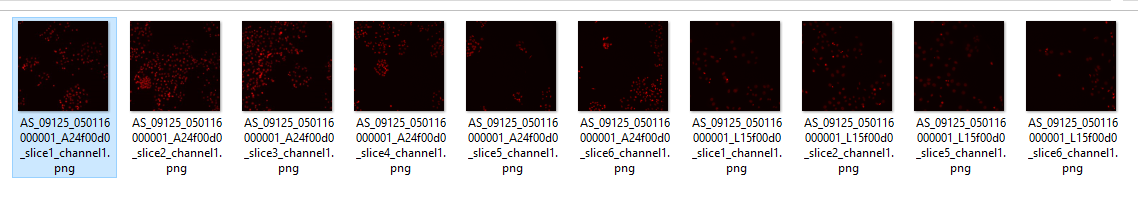 AS_09125_050116
000001_A24f00d0
_slice1_channel1.
png
AS_09125_050116
000001_A24f00d0
_slice2_channel1.
png
AS_09125_050116
000001_A24f00d0
_slice3_channel1.
png
AS_09125_050116
000001_A24f00d0
_slice4_channel1.
png
AS_09125_050116
000001_A24f00d0
_slice5_channel1.
png
AS_09125_050116
000001_A24f00d0
_slice6_channel1.
png
AS_09125_050116
000001_L15f00d0
_slice1_channel1.
png
AS_09125_050116
000001_L15f00d0
_slice2_channel1.
png
AS_09125_050116
000001_L15f00d0
_slice5_channel1.
png
AS_09125_050116
000001_L15f00d0
_slice6_channel1.
png